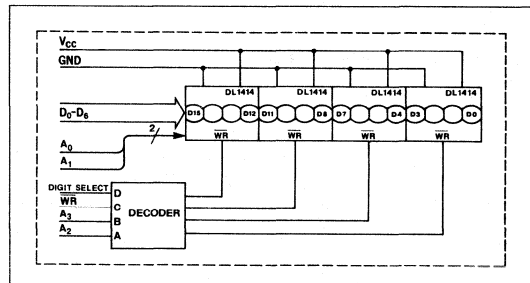 VCC
GND
DL1414 DL1414 DL1414 DL1414
D0-D6
D15 D12 D11 D8 D7 D4 D3 D0
2
WR WR WR WR
A0
A1
DIGIT SELECT D
WR C
DECODER
A3 B
A2 A